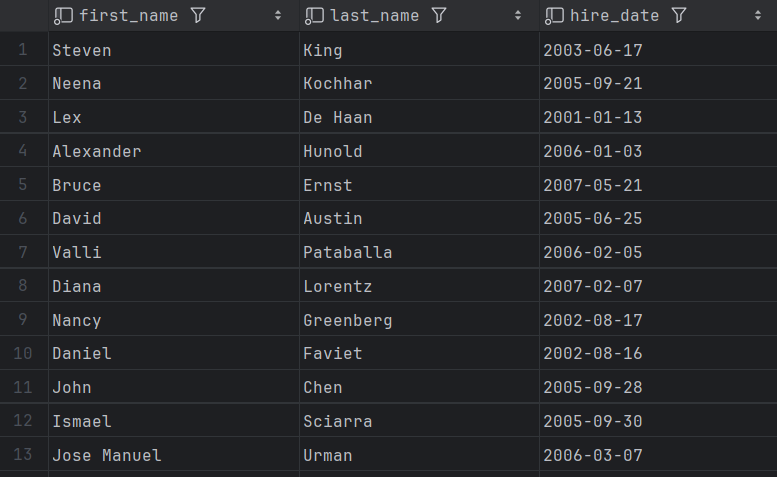 first_name last_name hire_date
1 Steven King 2003-06-17
2 Neena Kochhar 2005-09-21
3 Lex De Haan 2001-01-13
4 Alexander Hunold 2006-01-03
5 Bruce Ernst 2007-05-21
6 David Austin 2005-06-25
7 Valli Pataballa 2006-02-05
8 Diana Lorentz 2007-02-07
9 Nancy Greenberg 2002-08-17
10 Daniel Faviet 2002-08-16
11 John Chen 2005-09-28
12 Ismael Sciarra 2005-09-30
13 Jose Manuel Urman 2006-03-07